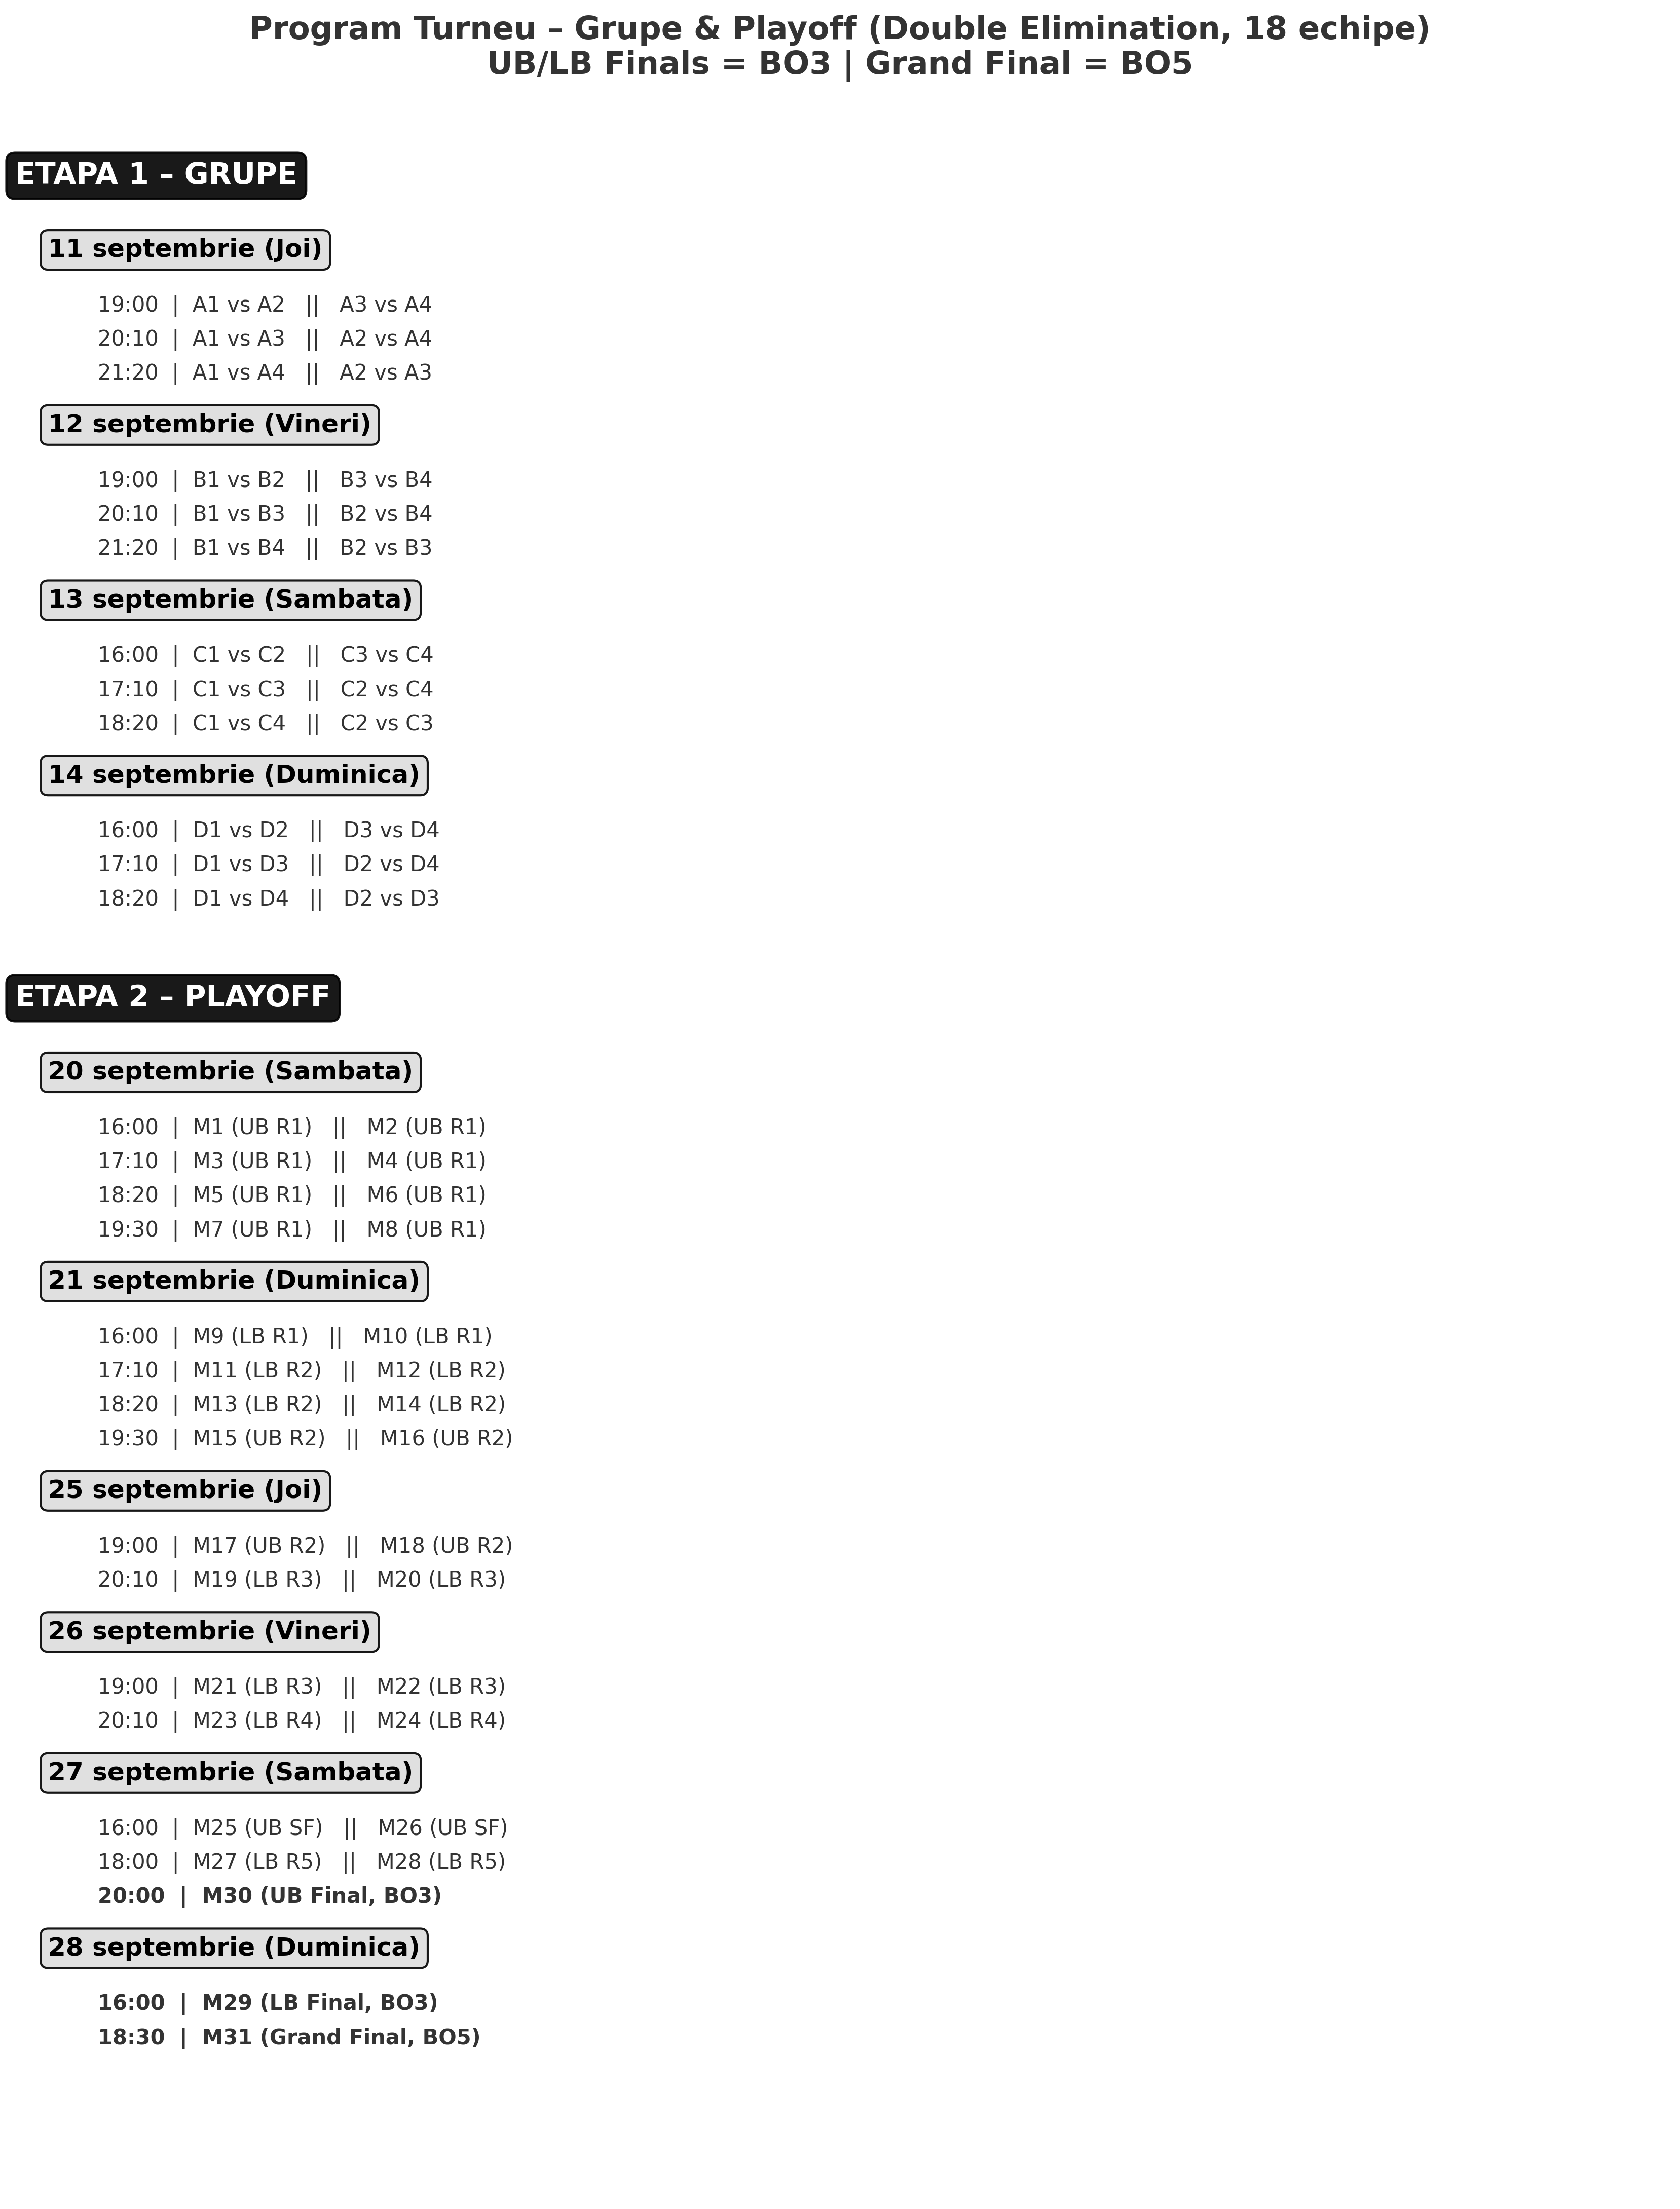 Program Turneu – Grupe & Playoff (Double Elimination, 18 echipe)
UB/LB Finals = BO3 | Grand Final = BO5
ETAPA 1 – GRUPE
11 septembrie (Joi)
19:00 | A1 vs A2 || A3 vs A4
20:10 | A1 vs A3 || A2 vs A4
21:20 | A1 vs A4 || A2 vs A3
12 septembrie (Vineri)
19:00 | B1 vs B2 || B3 vs B4
20:10 | B1 vs B3 || B2 vs B4
21:20 | B1 vs B4 || B2 vs B3
13 septembrie (Sambata)
16:00 | C1 vs C2 || C3 vs C4
17:10 | C1 vs C3 || C2 vs C4
18:20 | C1 vs C4 || C2 vs C3
14 septembrie (Duminica)
16:00 | D1 vs D2 || D3 vs D4
17:10 | D1 vs D3 || D2 vs D4
18:20 | D1 vs D4 || D2 vs D3
ETAPA 2 – PLAYOFF
20 septembrie (Sambata)
16:00 | M1 (UB R1) || M2 (UB R1)
17:10 | M3 (UB R1) || M4 (UB R1)
18:20 | M5 (UB R1) || M6 (UB R1)
19:30 | M7 (UB R1) || M8 (UB R1)
21 septembrie (Duminica)
16:00 | M9 (LB R1) || M10 (LB R1)
17:10 | M11 (LB R2) || M12 (LB R2)
18:20 | M13 (LB R2) || M14 (LB R2)
19:30 | M15 (UB R2) || M16 (UB R2)
25 septembrie (Joi)
19:00 | M17 (UB R2) || M18 (UB R2)
20:10 | M19 (LB R3) || M20 (LB R3)
26 septembrie (Vineri)
19:00 | M21 (LB R3) || M22 (LB R3)
20:10 | M23 (LB R4) || M24 (LB R4)
27 septembrie (Sambata)
16:00 | M25 (UB SF) || M26 (UB SF)
18:00 | M27 (LB R5) || M28 (LB R5)
20:00 | M30 (UB Final, BO3)
28 septembrie (Duminica)
16:00 | M29 (LB Final, BO3)
18:30 | M31 (Grand Final, BO5)